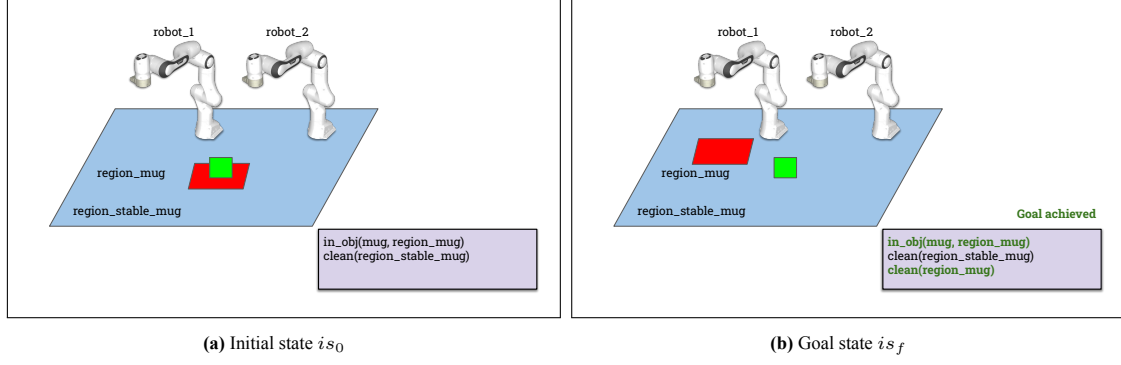 robot_1
robot_2
region_mug
region_stable_mug
in_obj(mug, region_mug)
clean(region_stable_mug)
(a) Initial state is0
robot_1
robot_2
region_mug
region_stable_mug
Goal achieved
in_obj(mug, region_mug)
clean(region_stable_mug)
clean(region_mug)
(b) Goal state isf